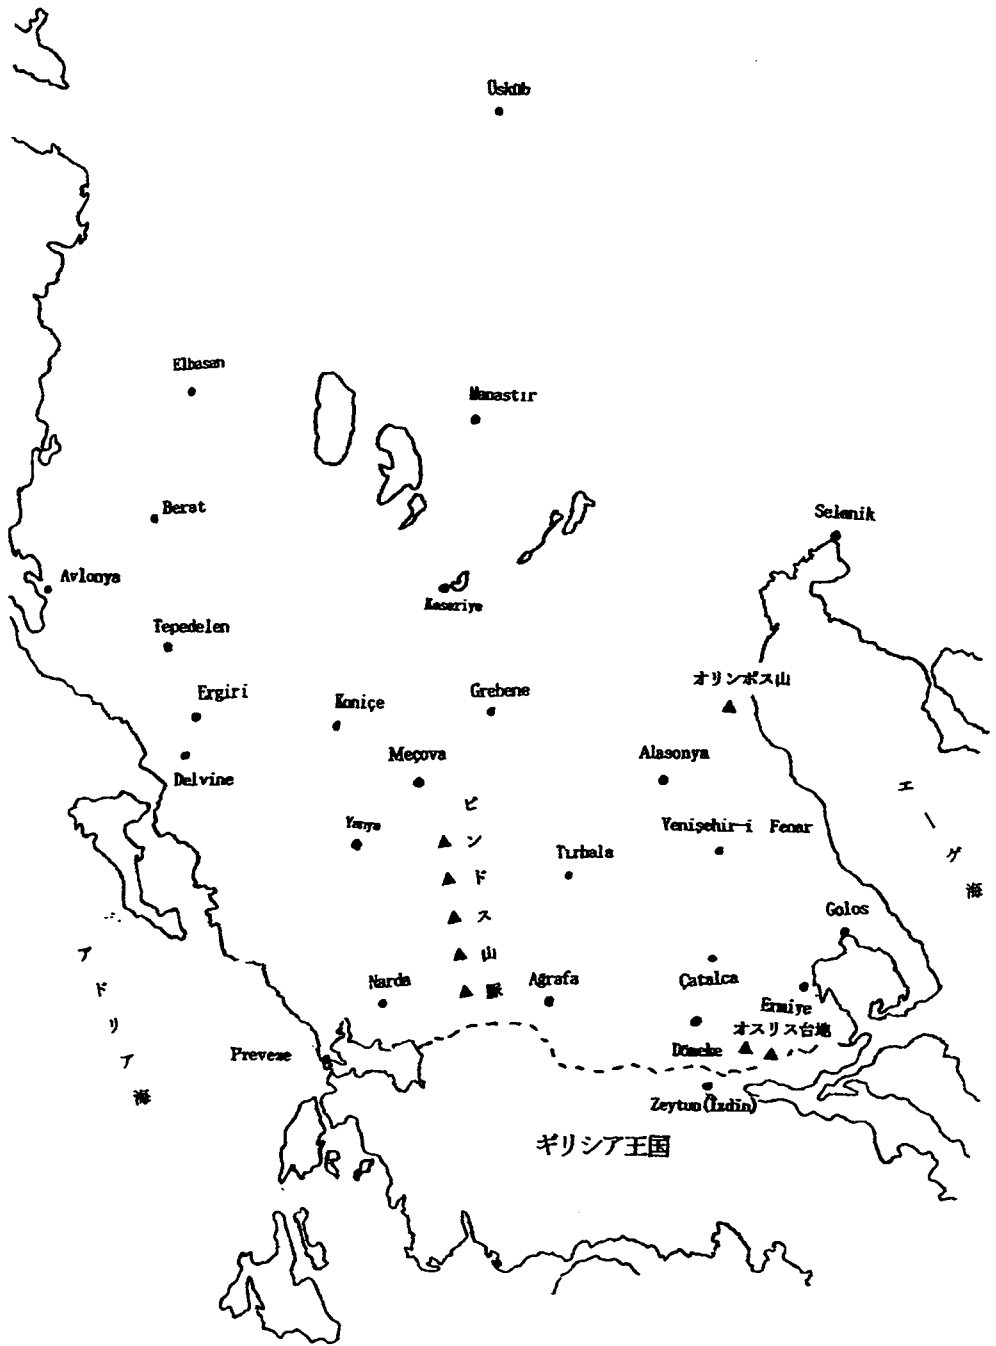 Üsküb
Elbasan
Manastır
Berat
Selanik
Avlonya
Kesariye
Tepedelen
オリンポス山
Ergiri
Koniçe
Grebene
Meçova
Alasonya
Delvine
Yanya
Yenişehir-i Fenar
Tırhala
ピンドス山脈
エーゲ海
Golos
アドリア海
Narda
Ağrafa
Çatalca
Ermiye
オスリス台地
Preveze
Dömeke
Zeytun(İzdin)
ギリシア王国